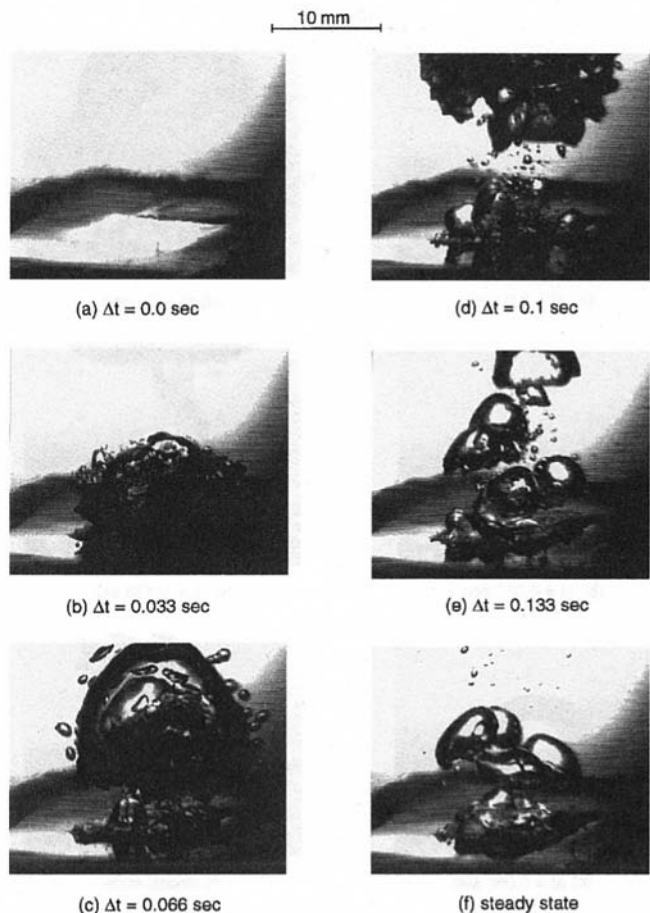 10 mm
(a) Δt = 0.0 sec
(d) Δt = 0.1 sec
(b) Δt = 0.033 sec
(e) Δt = 0.133 sec
(c) Δt = 0.066 sec
(f) steady state